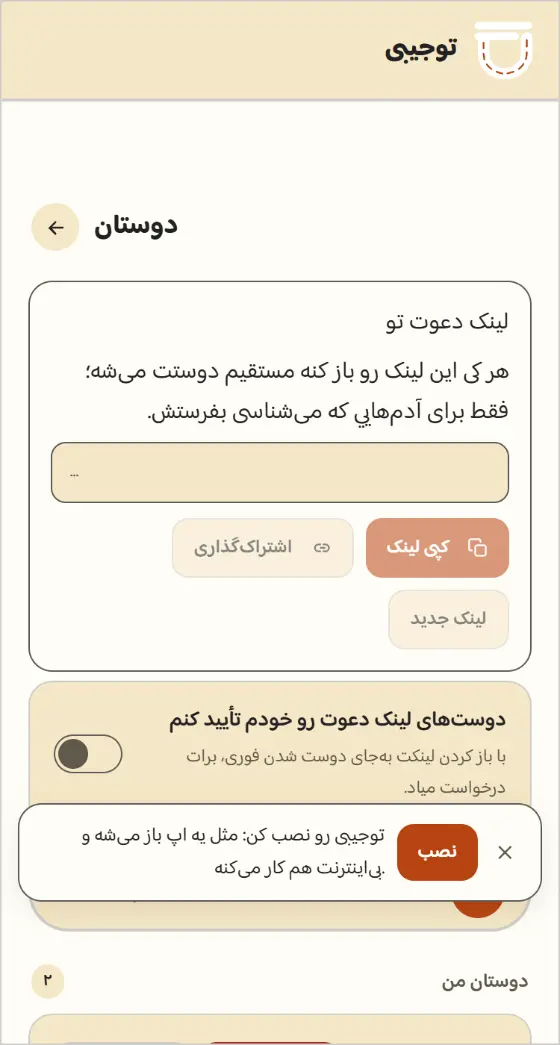 توجیبی
دوستان
لینک دعوت تو
هر کی این لینک رو باز کنه مستقیم دوستت می‌شه؛
فقط برای آدم‌هایی که می‌شناسی بفرستش.
...
کپی لینک
اشتراک‌گذاری
لینک جدید
دوست‌های لینک دعوت رو خودم تأیید کنم
با باز کردن لینکت به‌جای دوست شدن فوری، برات
درخواست میاد.
توجیبی رو نصب کن: مثل یه اپ باز می‌شه و
بی‌اینترنت هم کار می‌کنه.
نصب
دوستان من
۲